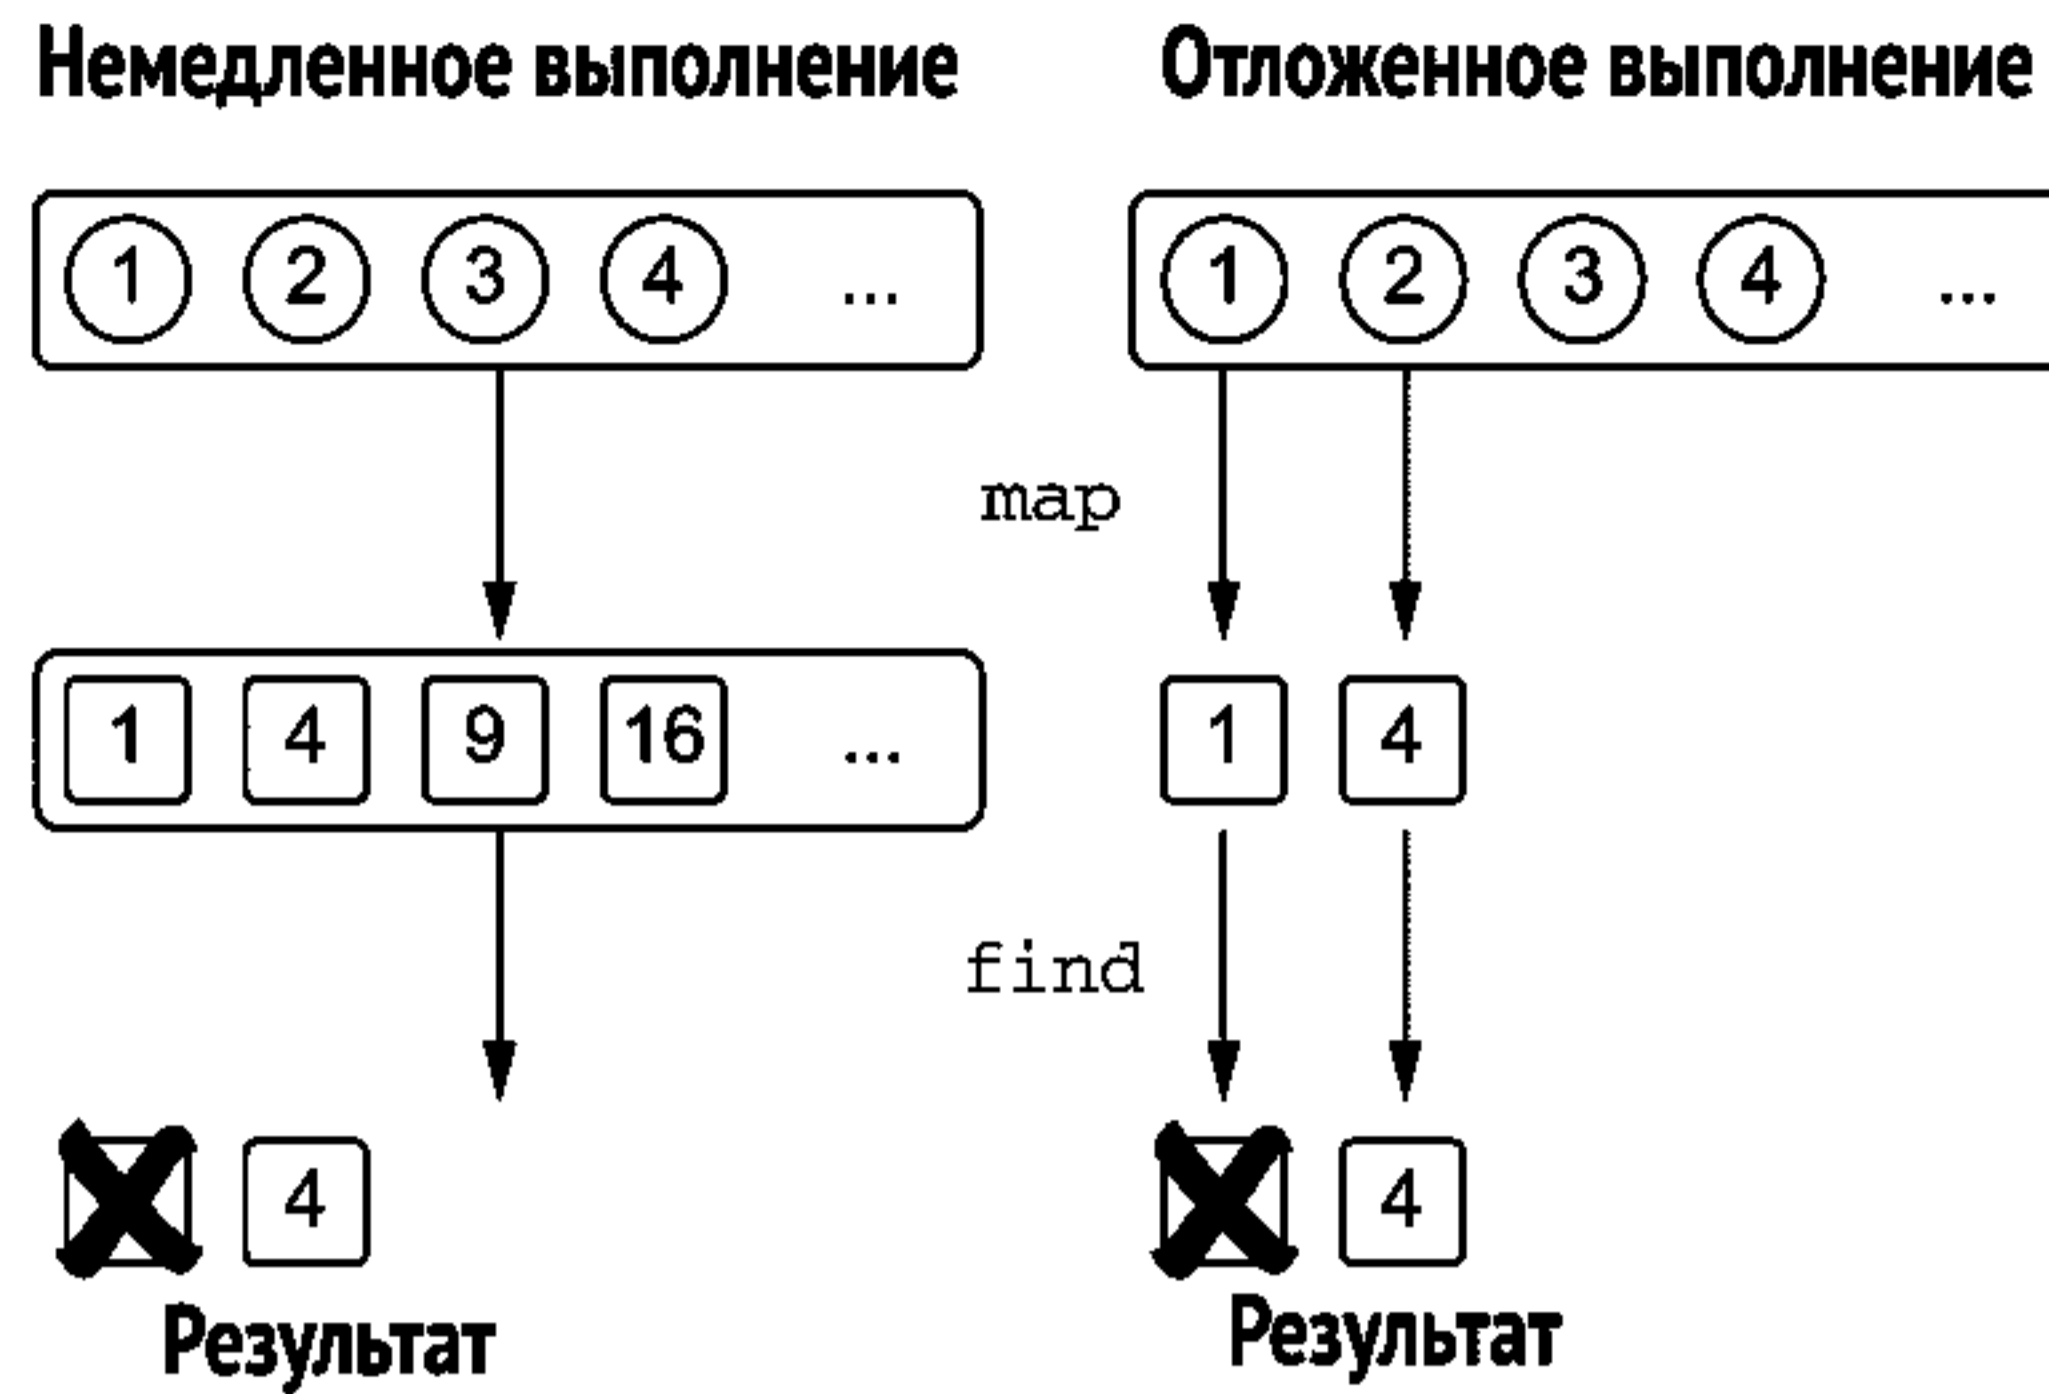 Немедленное выполнение
Отложенное выполнение
1 2 3 4 ...
1 2 3 4 ...
map
1 4 9 16 ...
1 4
find
4
4
Результат
Результат